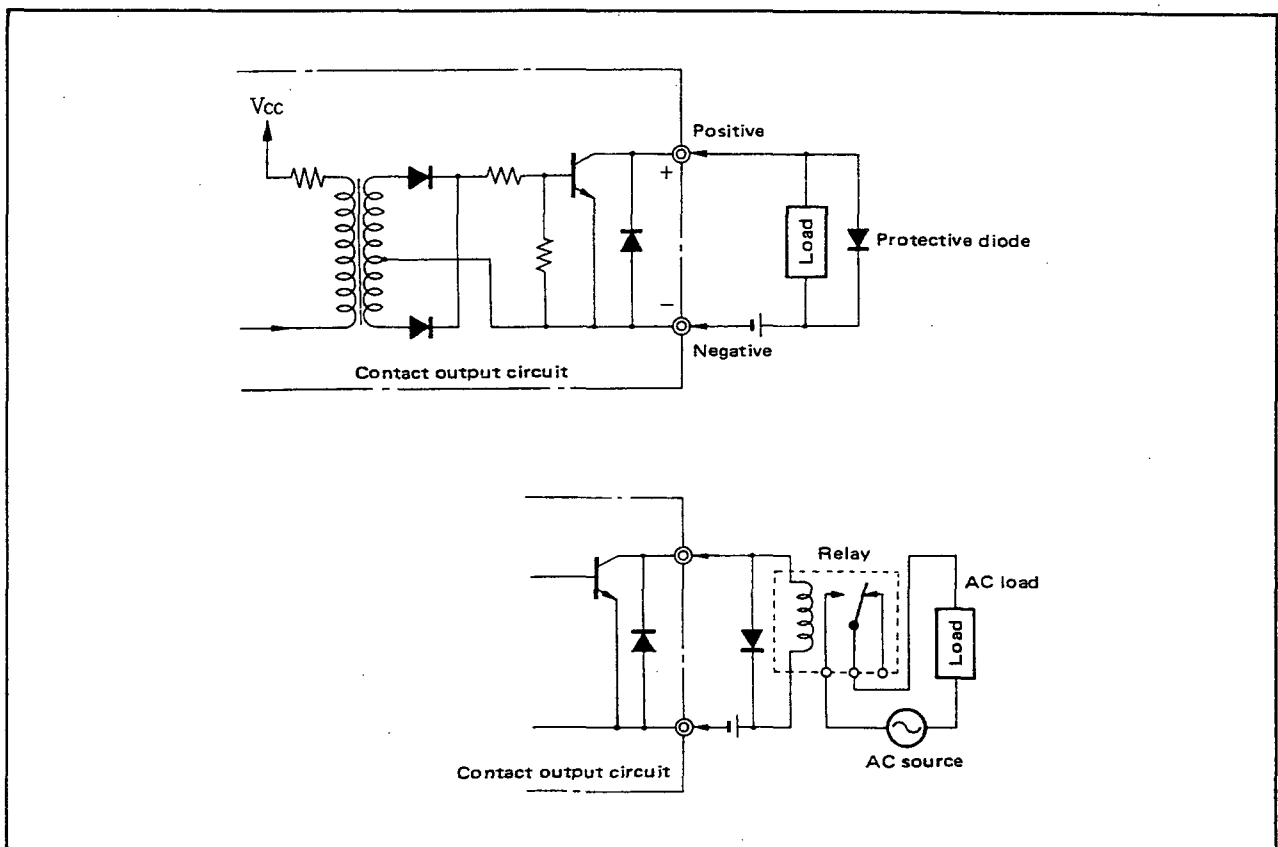 Vcc
Positive
+
Load
Protective diode
−
Negative
Contact output circuit
Relay
AC load
Load
AC source
Contact output circuit